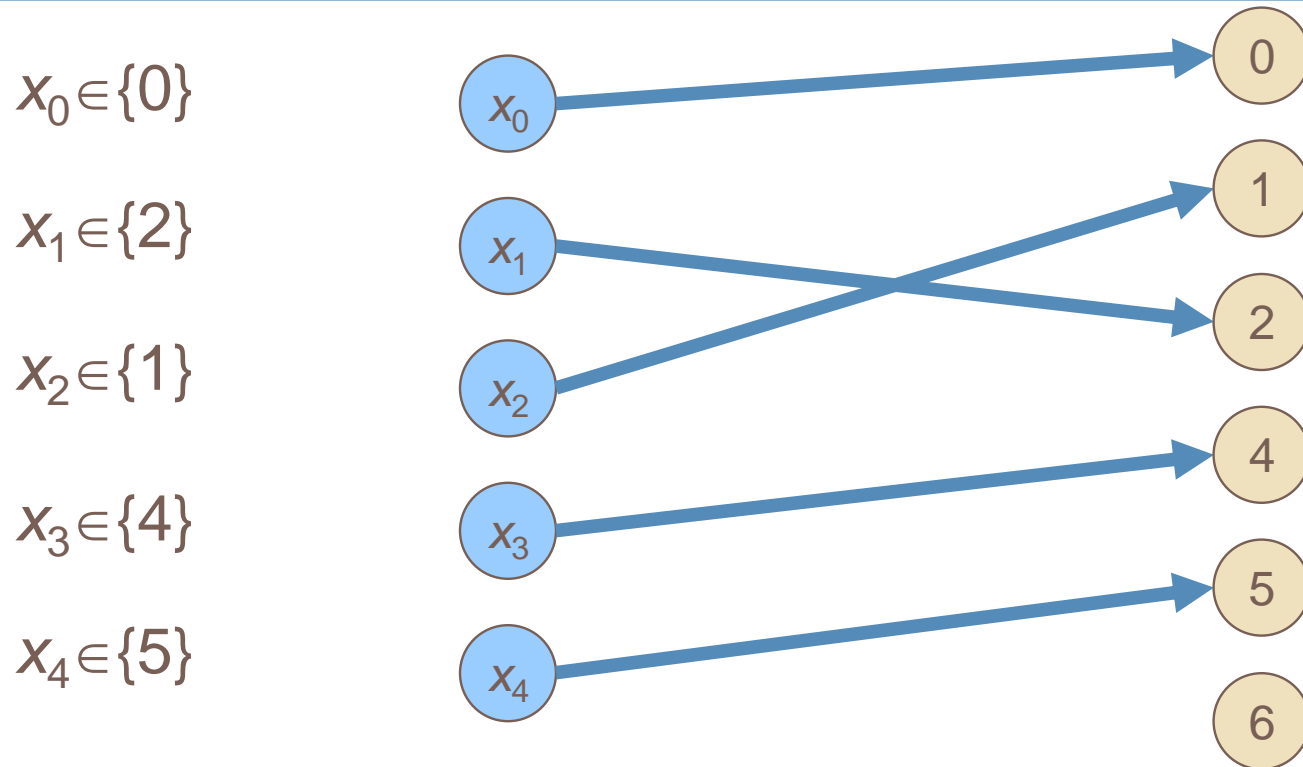 x₀∈{0}
x₁∈{2}
x₂∈{1}
x₃∈{4}
x₄∈{5}
x₀
x₁
x₂
x₃
x₄
0
1
2
4
5
6